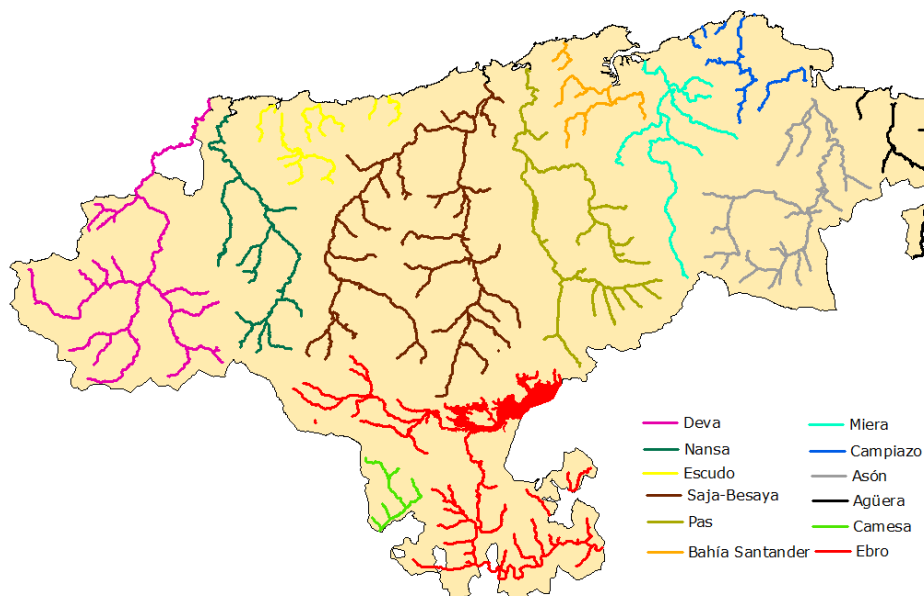 Deva
Nansa
Escudo
Saja-Besaya
Pas
Bahía Santander
Miera
Campiazo
Asón
Agüera
Camesa
Ebro